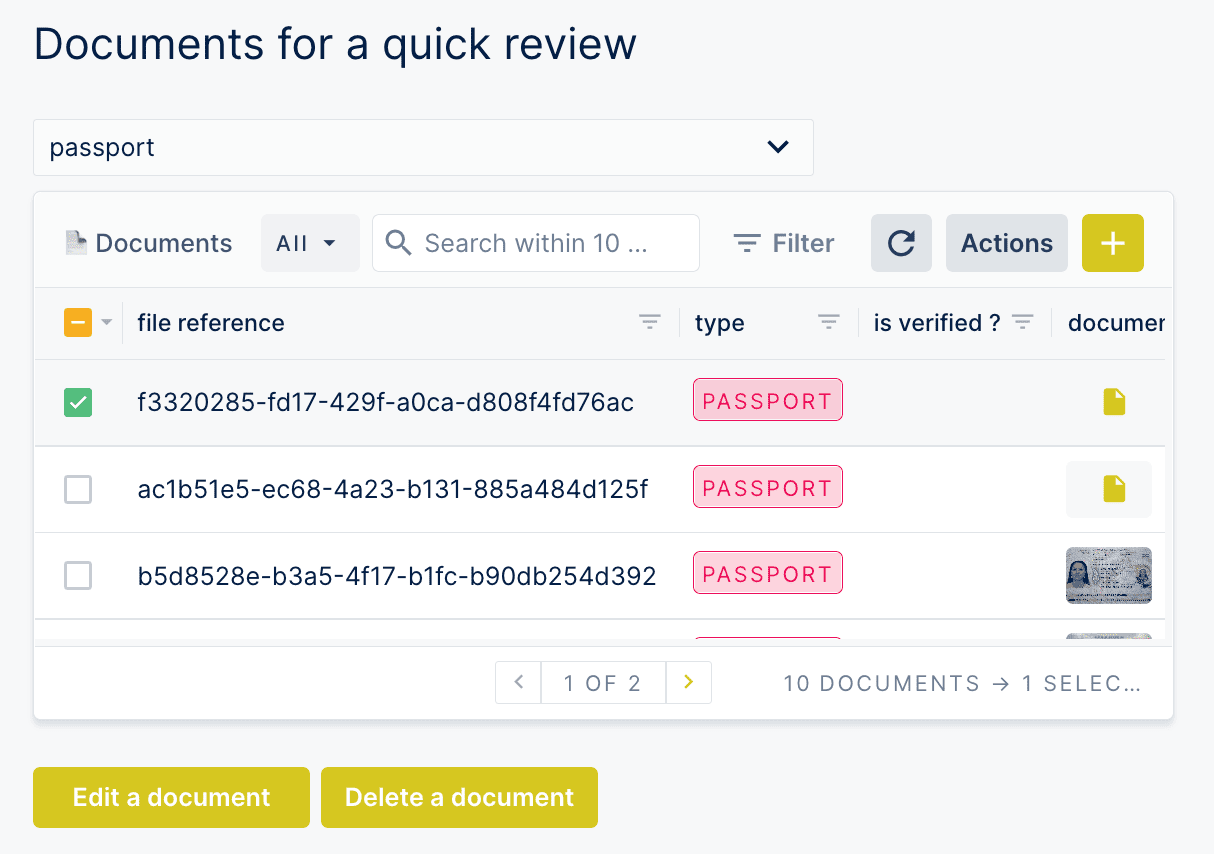 Documents for a quick review
passport
Documents All Search within 10 ... Filter Actions +
file reference type is verified ? documen
f3320285-fd17-429f-a0ca-d808f4fd76ac PASSPORT
ac1b51e5-ec68-4a23-b131-885a484d125f PASSPORT
b5d8528e-b3a5-4f17-b1fc-b90db254d392 PASSPORT
1 OF 2 10 DOCUMENTS → 1 SELEC...
Edit a document Delete a document